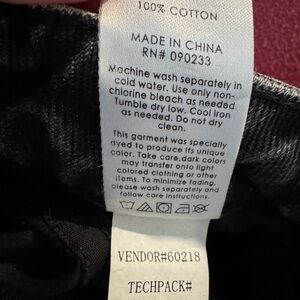 100% COTTON
MADE IN CHINA
RN# 090233
Machine wash separately in
cold water. Use only non-
chlorine bleach as needed.
Tumble dry low. Cool iron
as needed. Do not dry
clean.
This garment was specially
dyed to produce its unique
color. Take care, dark colors
may transfer onto light
colored clothing or other
items. To minimize fading,
please wash separately and
follow care instructions.
VENDOR#60218
TECHPACK#